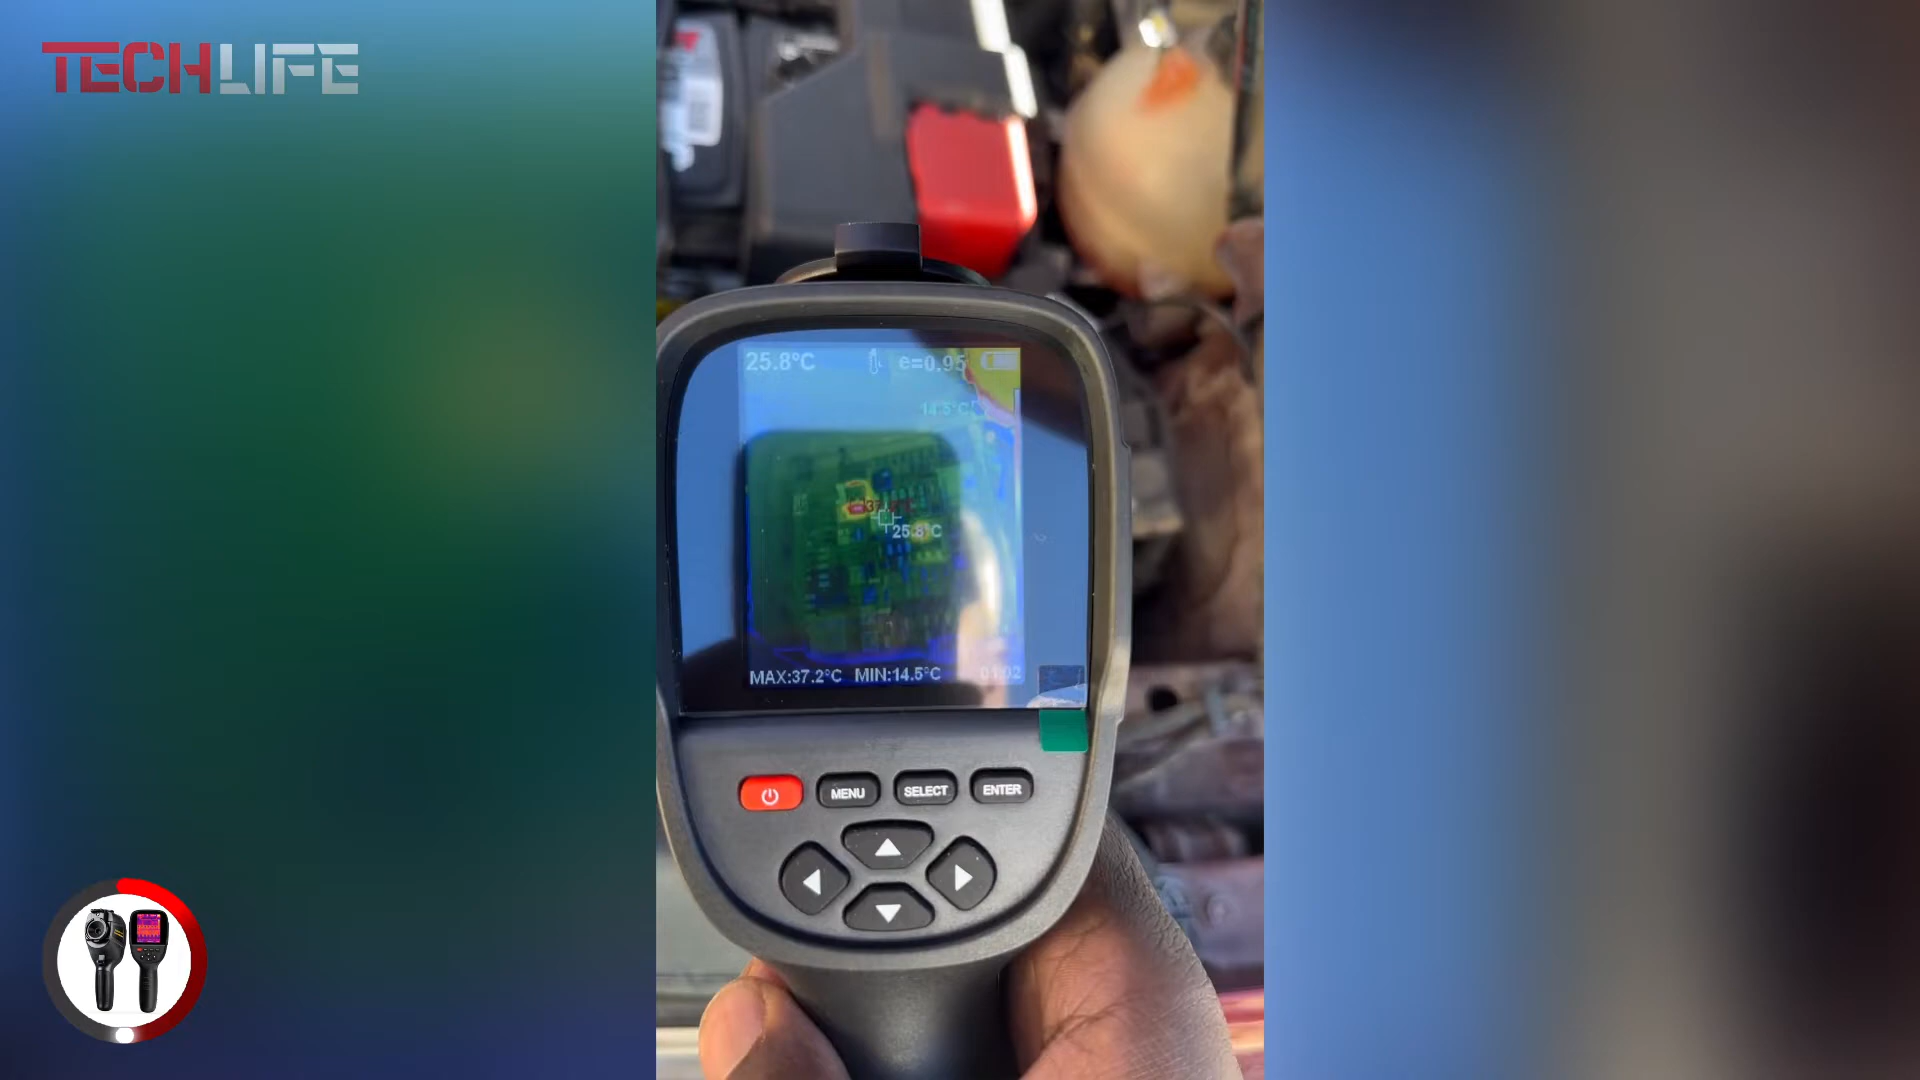 TECHLIFE
25.8°C e=0.95
14.5°C
25.8°C
MAX:37.2°C MIN:14.5°C
MENU SELECT ENTER